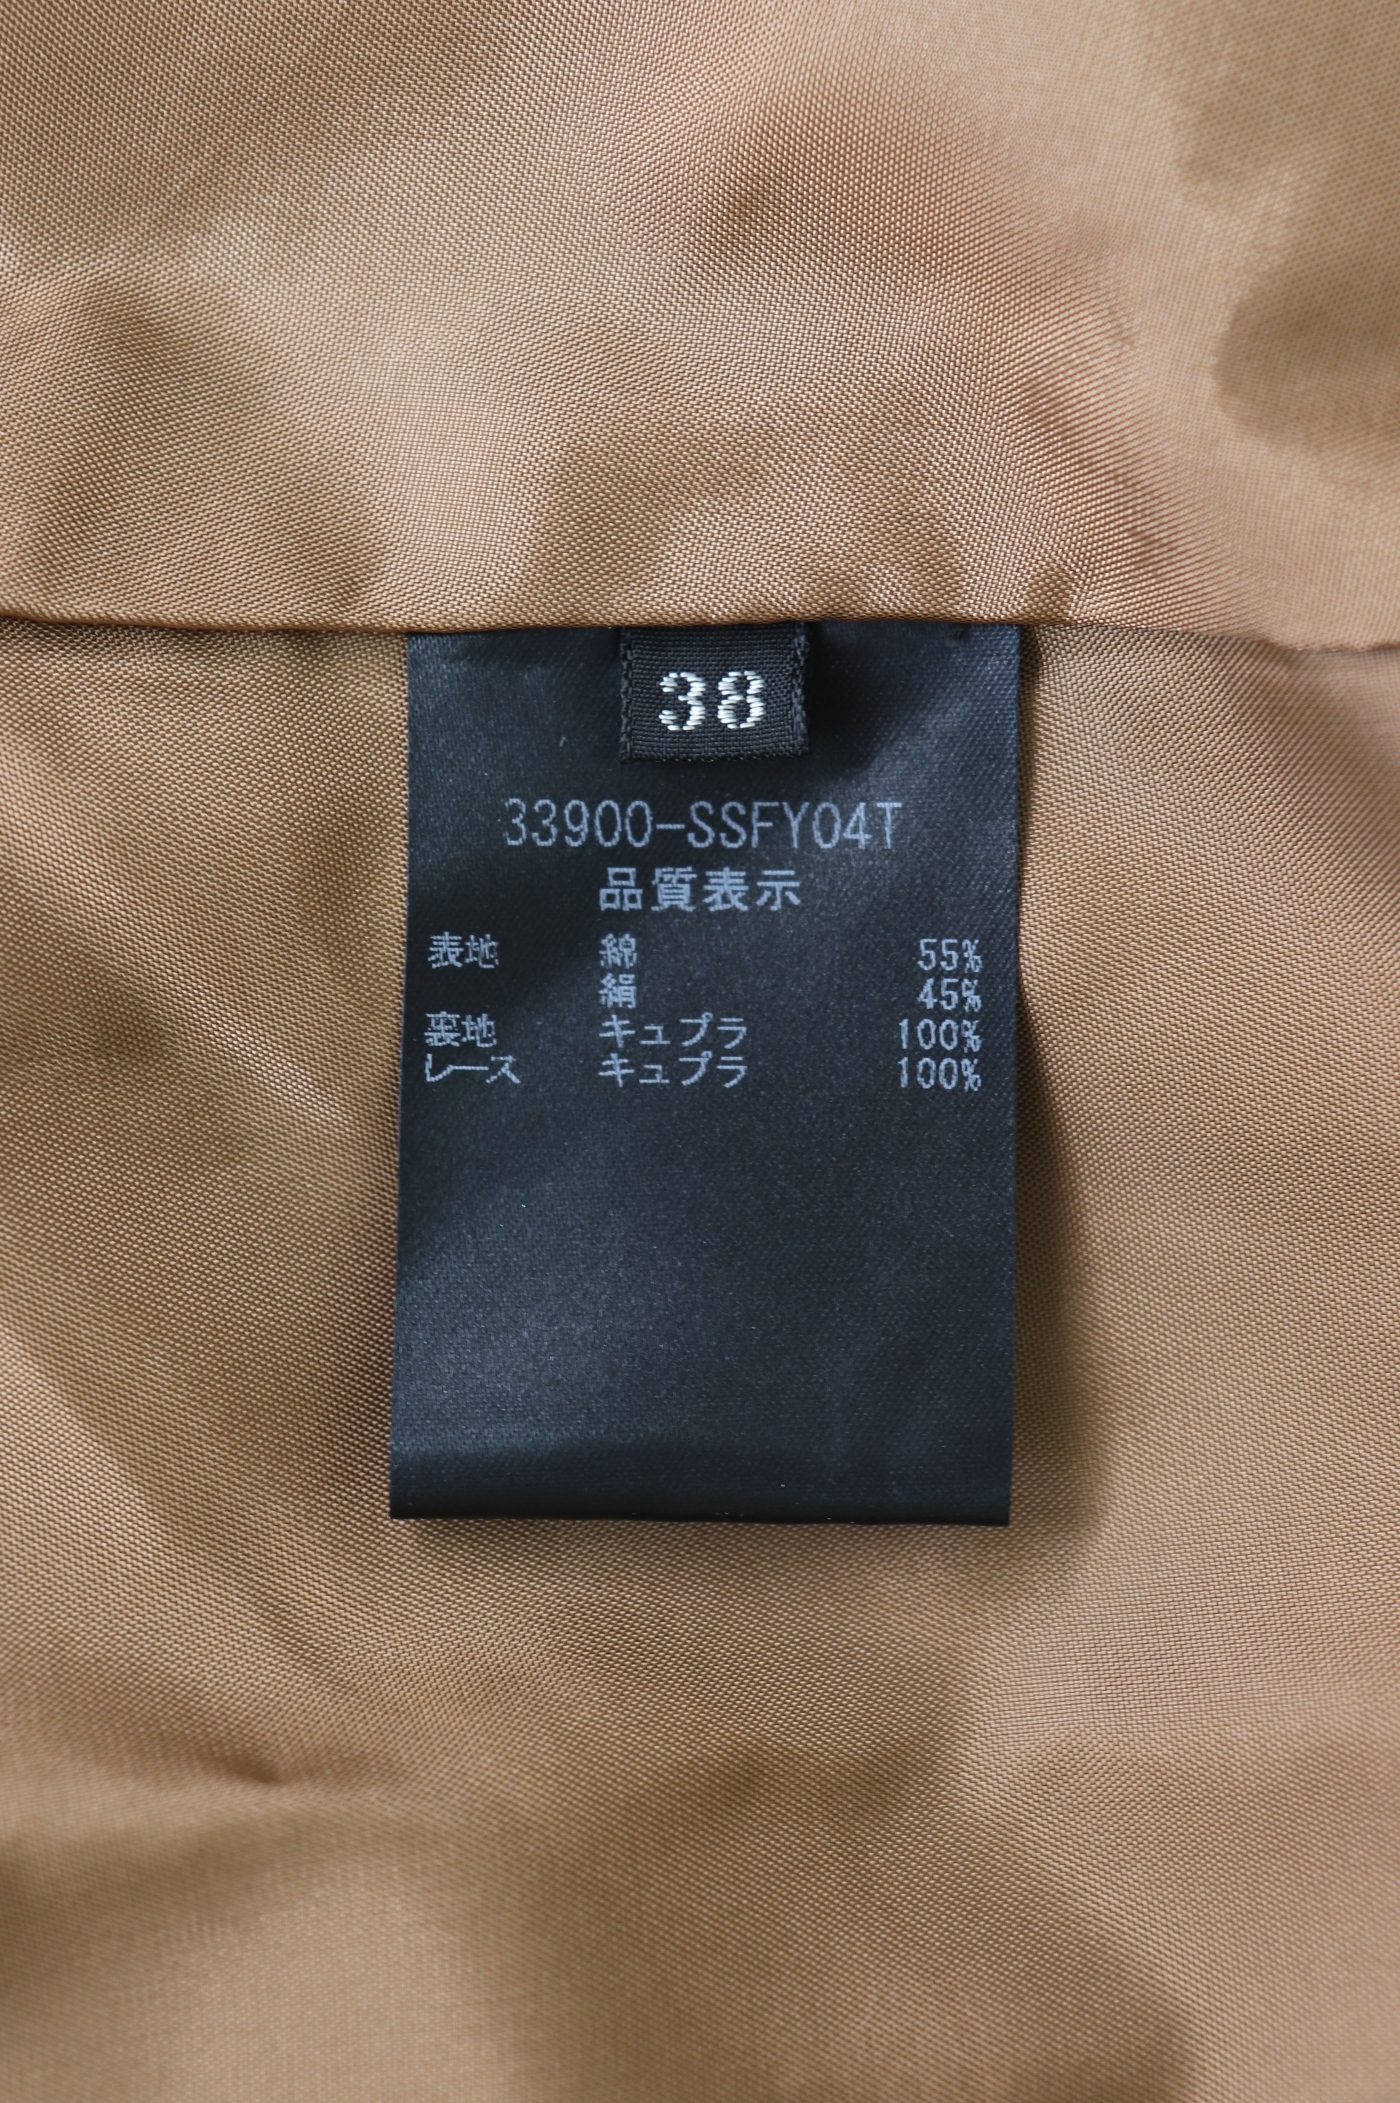 38
33900-SSFY04T
品質表示
表地 綿 55%
絹 45%
裏地 キュプラ 100%
レース キュプラ 100%